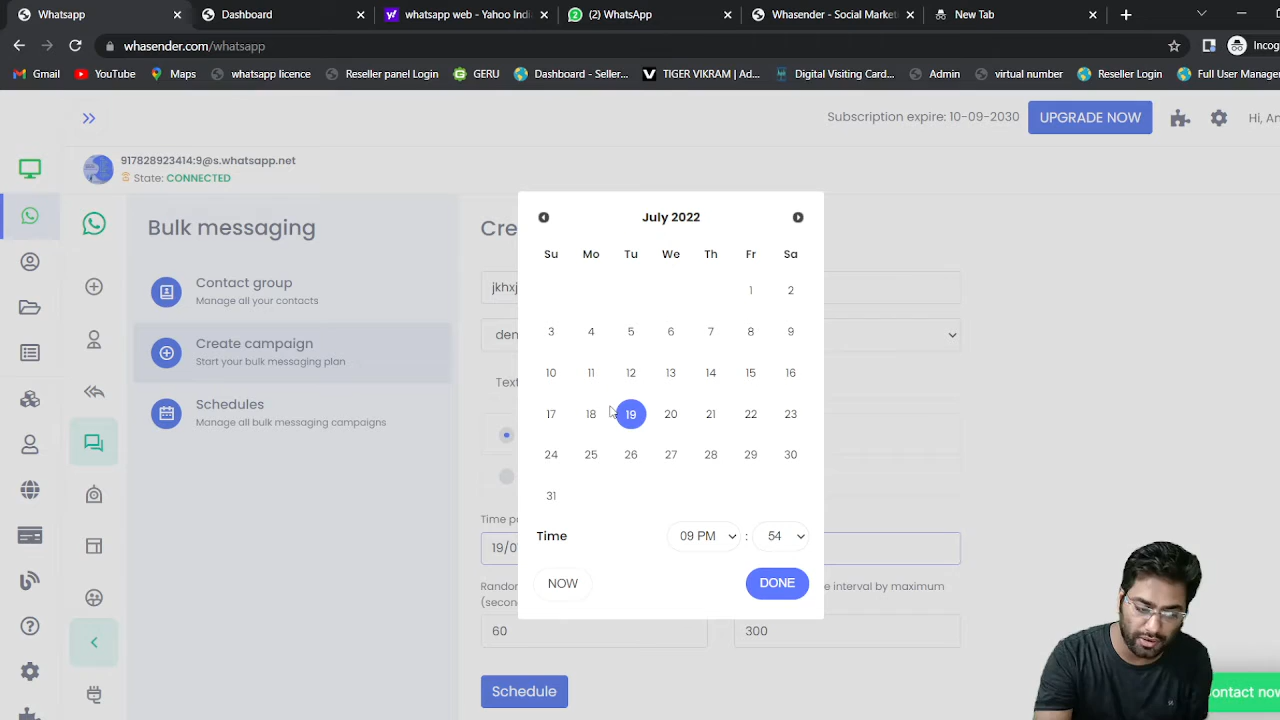 Whasapp
Dashboard
whatsapp web - Yahoo Indi
(2) WhatsApp
Whasender - Social Market
New Tab
whasender.com/whatsapp
Incog
Gmail
YouTube
Maps
whatsapp licence
Reseller panel Login
GERU
Dashboard - Seller...
TIGER VIKRAM | Ad...
Digital Visiting Card...
Admin
virtual number
Reseller Login
Full User Manage
Subscription expire: 10-09-2030
UPGRADE NOW
Hi, An
917828923414:9@s.whatsapp.net
State: CONNECTED
Bulk messaging
Contact group
Manage all your contacts
Create campaign
Start your bulk messaging plan
Schedules
Manage all bulk messaging campaigns
Cre
jkhxj
den
Text
Time po
19/0
Random
(secon
e interval by maximum
60
300
Schedule
July 2022
Su Mo Tu We Th Fr Sa
1 2
3 4 5 6 7 8 9
10 11 12 13 14 15 16
17 18 19 20 21 22 23
24 25 26 27 28 29 30
31
Time 09 PM : 54
NOW
DONE
ontact now